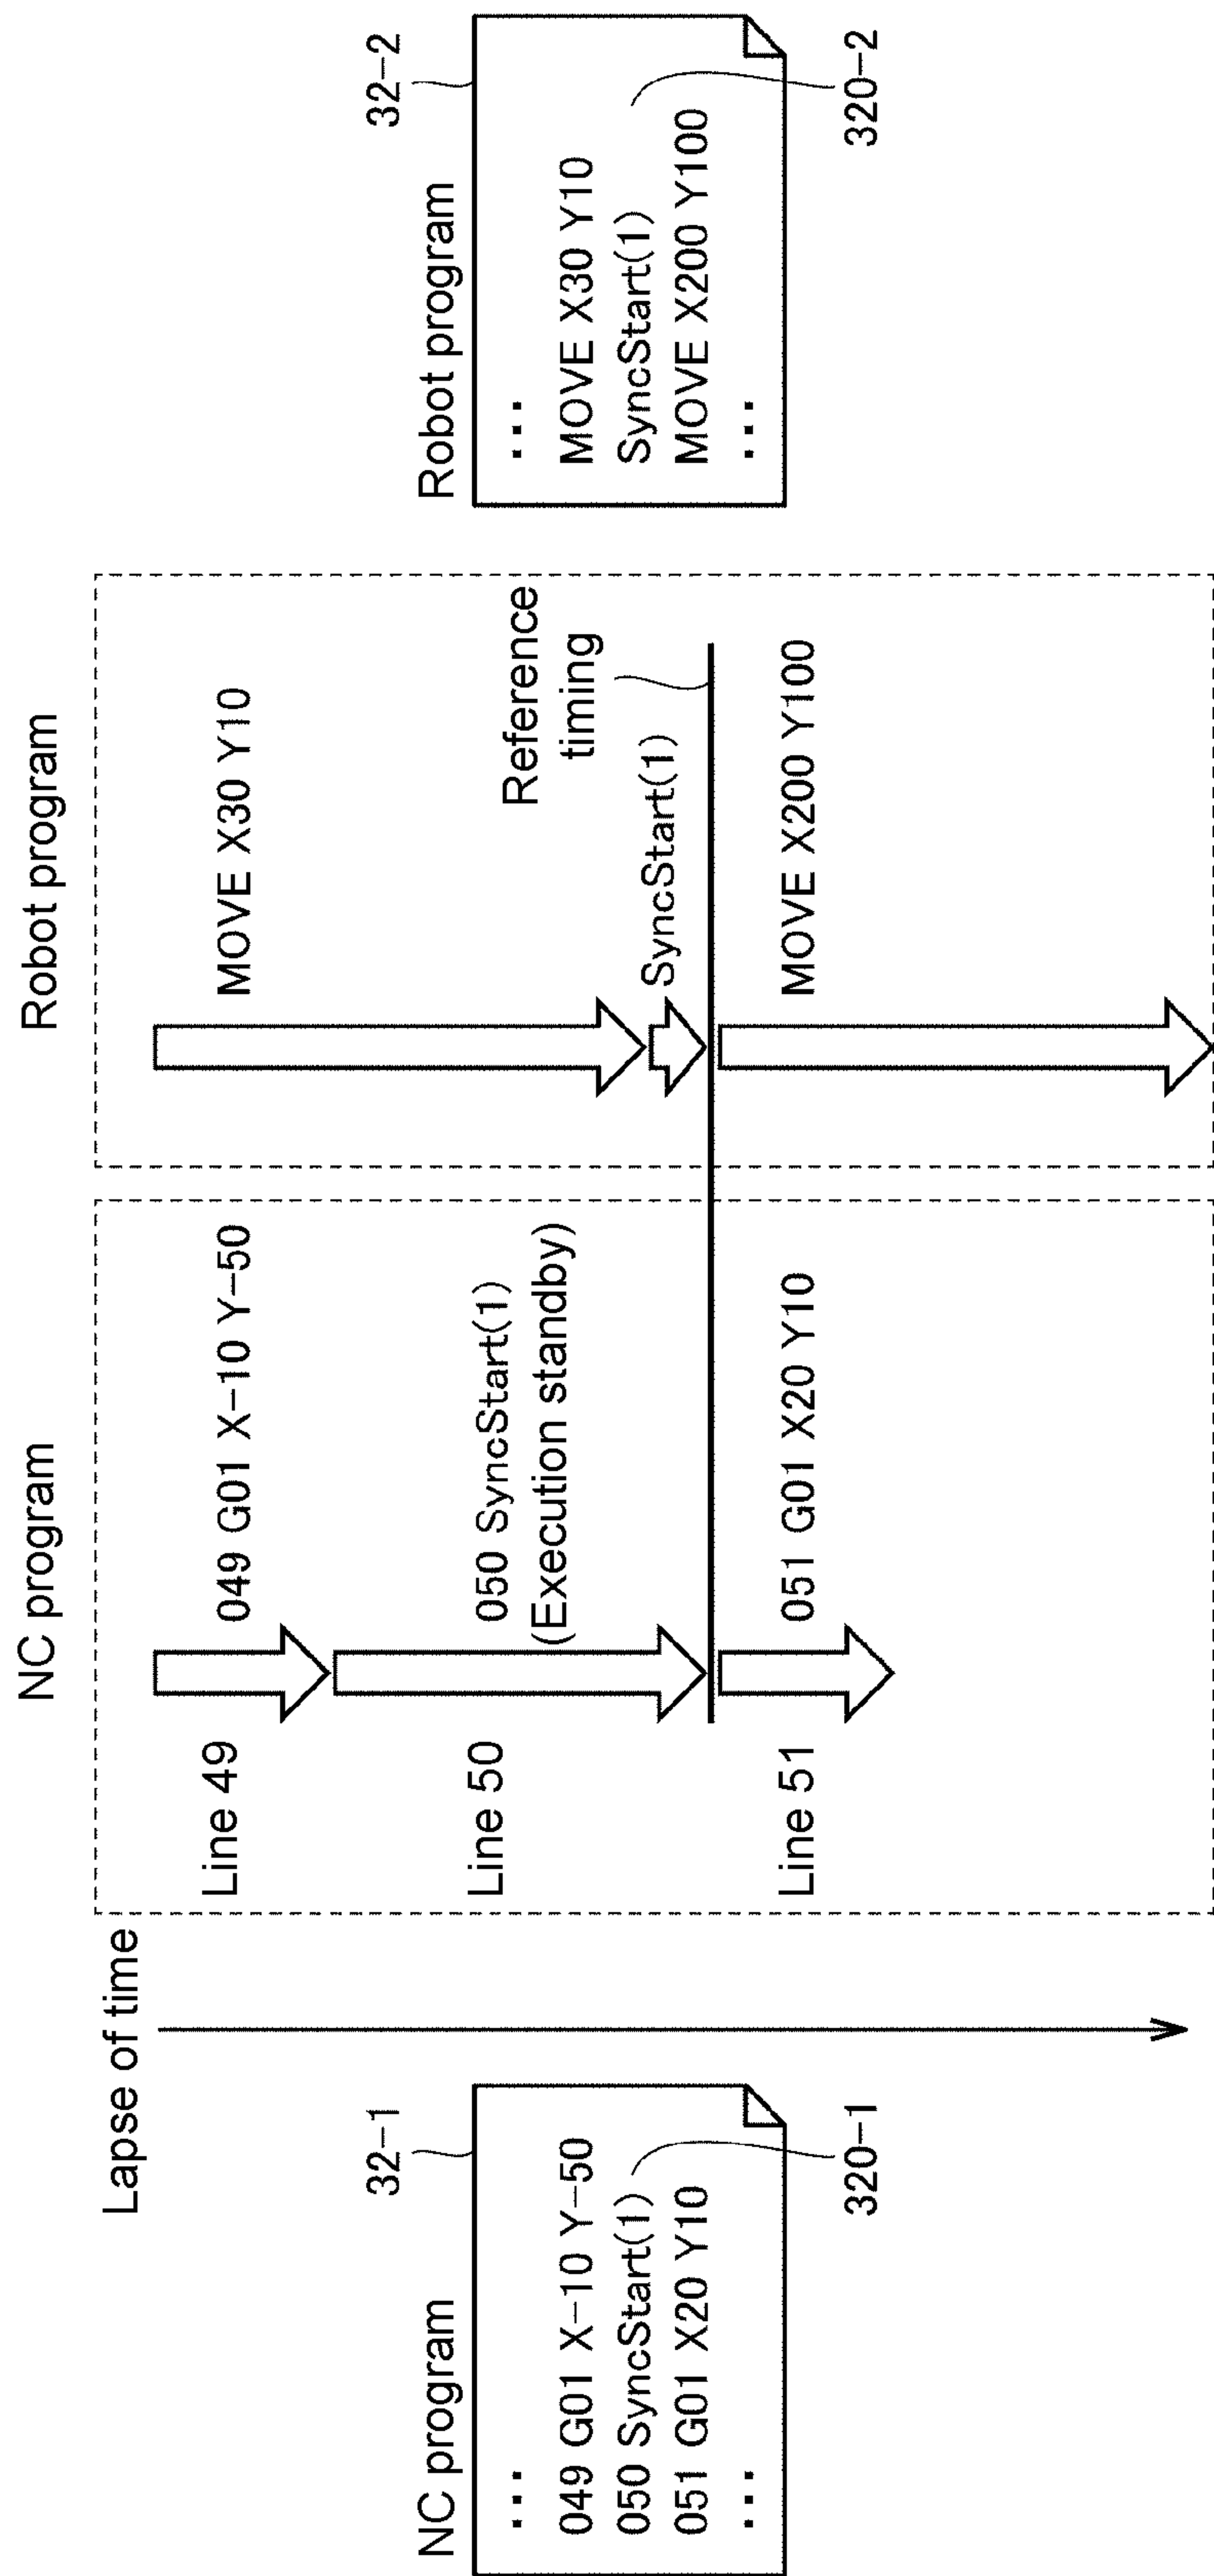 NC program
32-1
...
049 G01 X-10 Y-50
050 SyncStart(1)
051 G01 X20 Y10
...
320-1
Lapse of time
NC program
Line 49
049 G01 X-10 Y-50
Line 50
050 SyncStart(1)
(Execution standby)
Line 51
051 G01 X20 Y10
Robot program
MOVE X30 Y10
Reference
timing
SyncStart(1)
MOVE X200 Y100
Robot program
32-2
...
MOVE X30 Y10
SyncStart(1)
MOVE X200 Y100
...
320-2